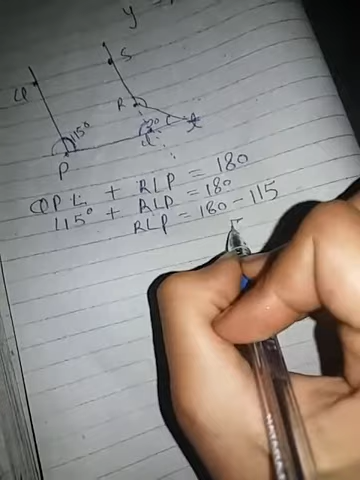 y =
S
Q
R
115°
P
QPL + RLP = 180
115° + RLP = 180
RLP = 180 - 115